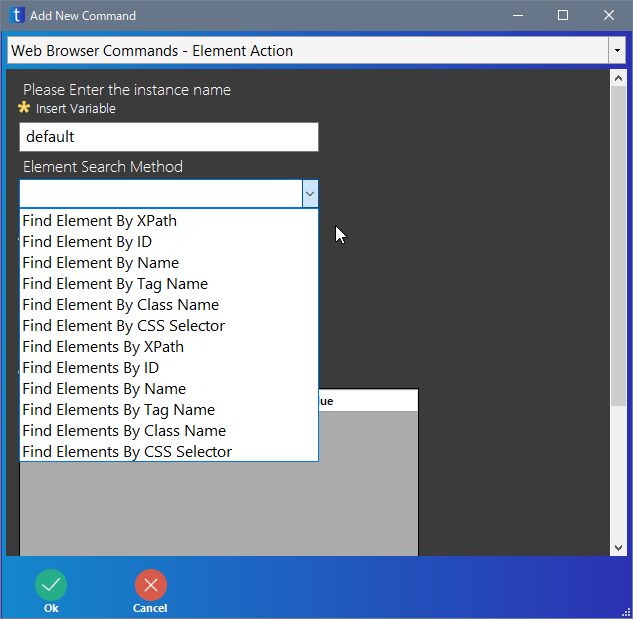 t Add New Command
Web Browser Commands - Element Action
Please Enter the instance name
Insert Variable
default
Element Search Method
Find Element By XPath
Find Element By ID
Find Element By Name
Find Element By Tag Name
Find Element By Class Name
Find Element By CSS Selector
Find Elements By XPath
Find Elements By ID
Find Elements By Name
Find Elements By Tag Name
Find Elements By Class Name
Find Elements By CSS Selector
lue
Ok Cancel